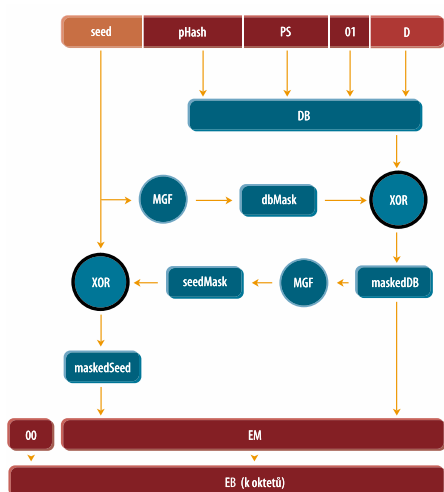 seed pHash PS 01 D
DB
MGF dbMask XOR
XOR seedMask MGF maskedDB
maskedSeed
00 EM
EB (k oktetů)